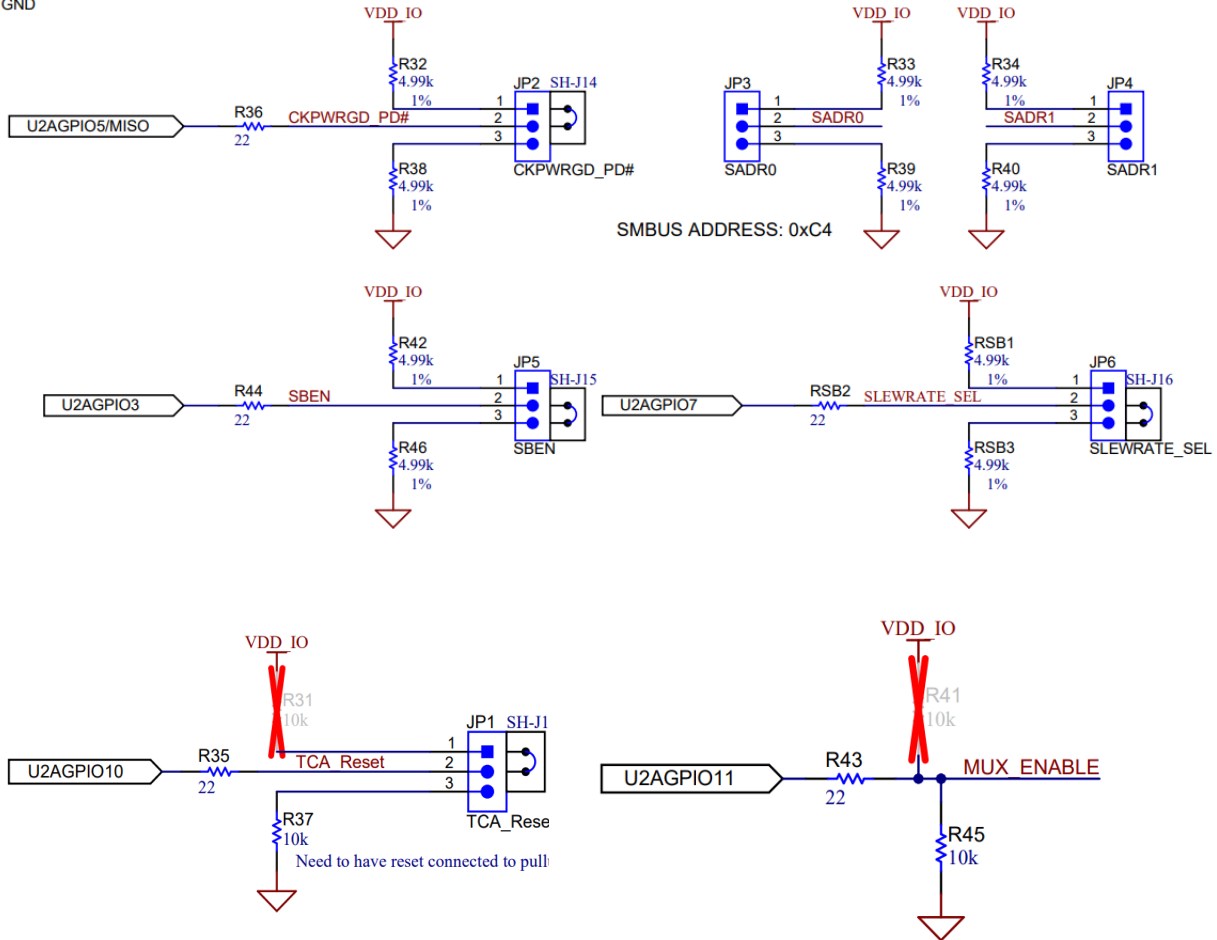 GND
VDD_IO
R32
4.99k
1%
JP2 SH-J14
1
2
3
U2AGPIO5/MISO
R36
22
CKPWRGD_PD#
R38
4.99k
1%
CKPWRGD_PD#
VDD_IO
R33
4.99k
1%
JP3
1
2
3
SADR0
SADR0
R39
4.99k
1%
VDD_IO
R34
4.99k
1%
JP4
1
2
3
SADR1
SADR1
R40
4.99k
1%
SMBUS ADDRESS: 0xC4
VDD_IO
R42
4.99k
1%
JP5
SH-J15
1
2
3
U2AGPIO3
R44
22
SBEN
R46
4.99k
1%
SBEN
VDD_IO
RSB1
4.99k
1%
JP6
SH-J16
1
2
3
U2AGPIO7
RSB2
22
SLEWRATE_SEL
RSB3
4.99k
1%
SLEWRATE_SEL
VDD_IO
R31
10k
JP1 SH-J1
1
2
3
U2AGPIO10
R35
22
TCA_Reset
R37
10k
TCA_Rese
Need to have reset connected to pull
VDD_IO
R41
10k
U2AGPIO11
R43
22
MUX_ENABLE
R45
10k